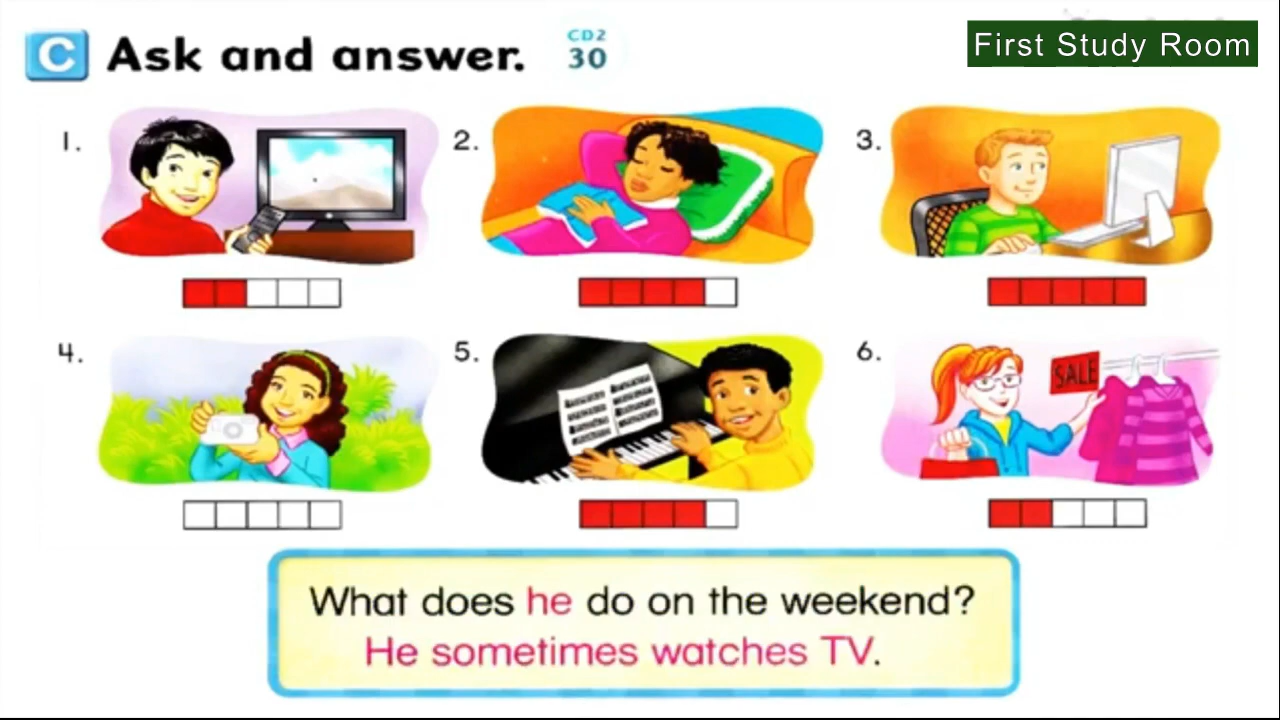 C Ask and answer. CD2 30
First Study Room
1.
2.
3.
4.
5.
6.
SALE
What does he do on the weekend?
He sometimes watches TV.